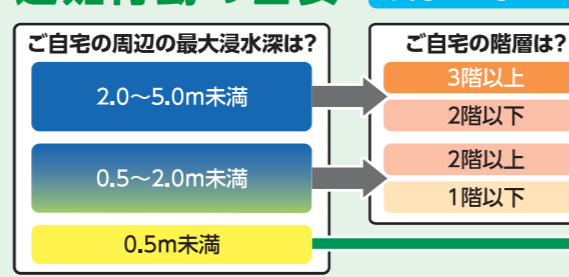 ご自宅の周辺の最大浸水深は?
2.0～5.0m未満
0.5～2.0m未満
0.5m未満
ご自宅の階層は?
3階以上
2階以下
2階以上
1階以下